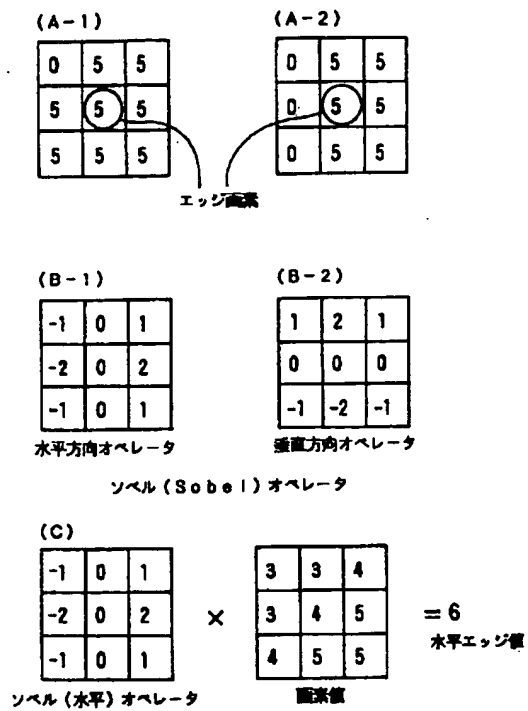 (A-1) (A-2)
0 5 5 0 5 5
5 5 5 0 5 5
5 5 5 0 5 5
エッジ画素
(B-1) (B-2)
-1 0 1 1 2 1
-2 0 2 0 0 0
-1 0 1 -1 -2 -1
水平方向オペレータ 垂直方向オペレータ
ソベル(Sobel)オペレータ
(C)
-1 0 1 3 3 4
-2 0 2 × 3 4 5 =6
水平エッジ値
-1 0 1 4 5 5
ソベル(水平)オペレータ 画素値